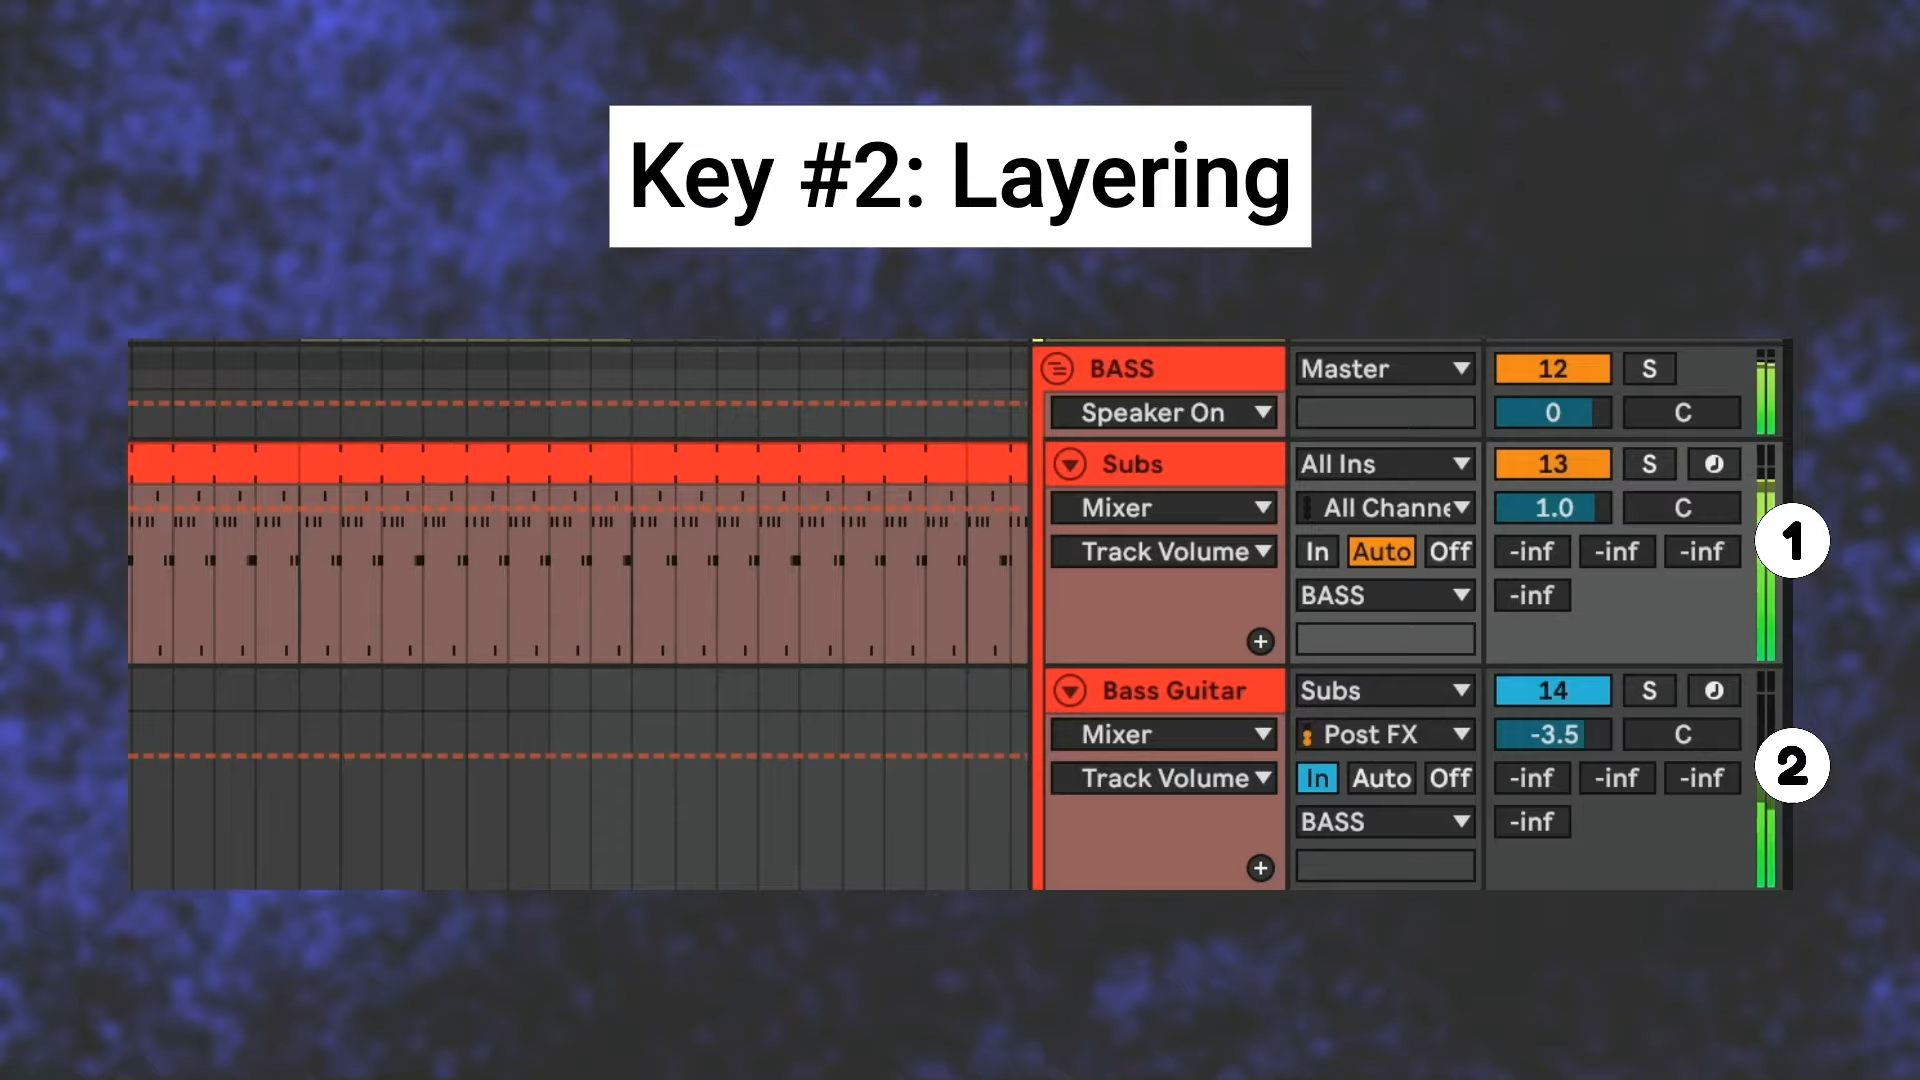 Key #2: Layering
BASS Master 12 S
Speaker On 0 C
Subs All Ins 13 S
Mixer All Channe 1.0 C
1
Track Volume In Auto Off -inf -inf -inf
BASS -inf
Bass Guitar Subs 14 S
Mixer Post FX -3.5 C
2
Track Volume In Auto Off -inf -inf -inf
BASS -inf